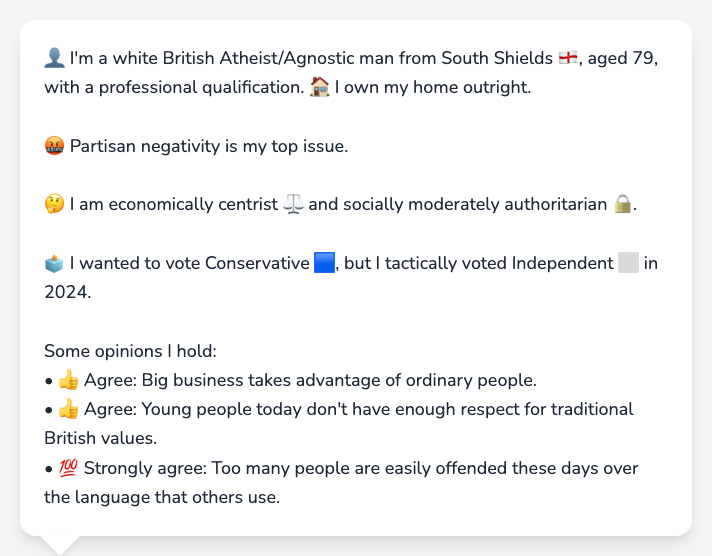 👤 I'm a white British Atheist/Agnostic man from South Shields 🏴󠁧󠁢󠁥󠁮󠁧󠁿, aged 79,
with a professional qualification. 🏠 I own my home outright.
🤬 Partisan negativity is my top issue.
🤔 I am economically centrist ⚖️ and socially moderately authoritarian 🔒.
🗳️ I wanted to vote Conservative 🟦, but I tactically voted Independent ⬜ in
2024.
Some opinions I hold:
• 👍 Agree: Big business takes advantage of ordinary people.
• 👍 Agree: Young people today don't have enough respect for traditional
British values.
• 💯 Strongly agree: Too many people are easily offended these days over
the language that others use.